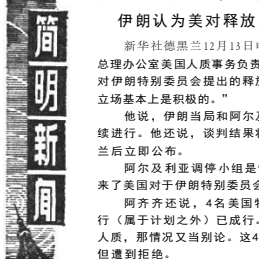 简明新闻
伊朗认为美对释放
新华社德黑兰12月13日电
总理办公室美国人质事务负责
对伊朗特别委员会提出的释放
立场基本上是积极的。”
他说，伊朗当局和阿尔及
续进行。他还说，谈判结果将
兰后立即公布。
阿尔及利亚调停小组是
来了美国对于伊朗特别委员会
阿齐齐还说，4名美国牧
行（属于计划之外）已成行。
人质，那情况又当别论。这4
但遭到拒绝。